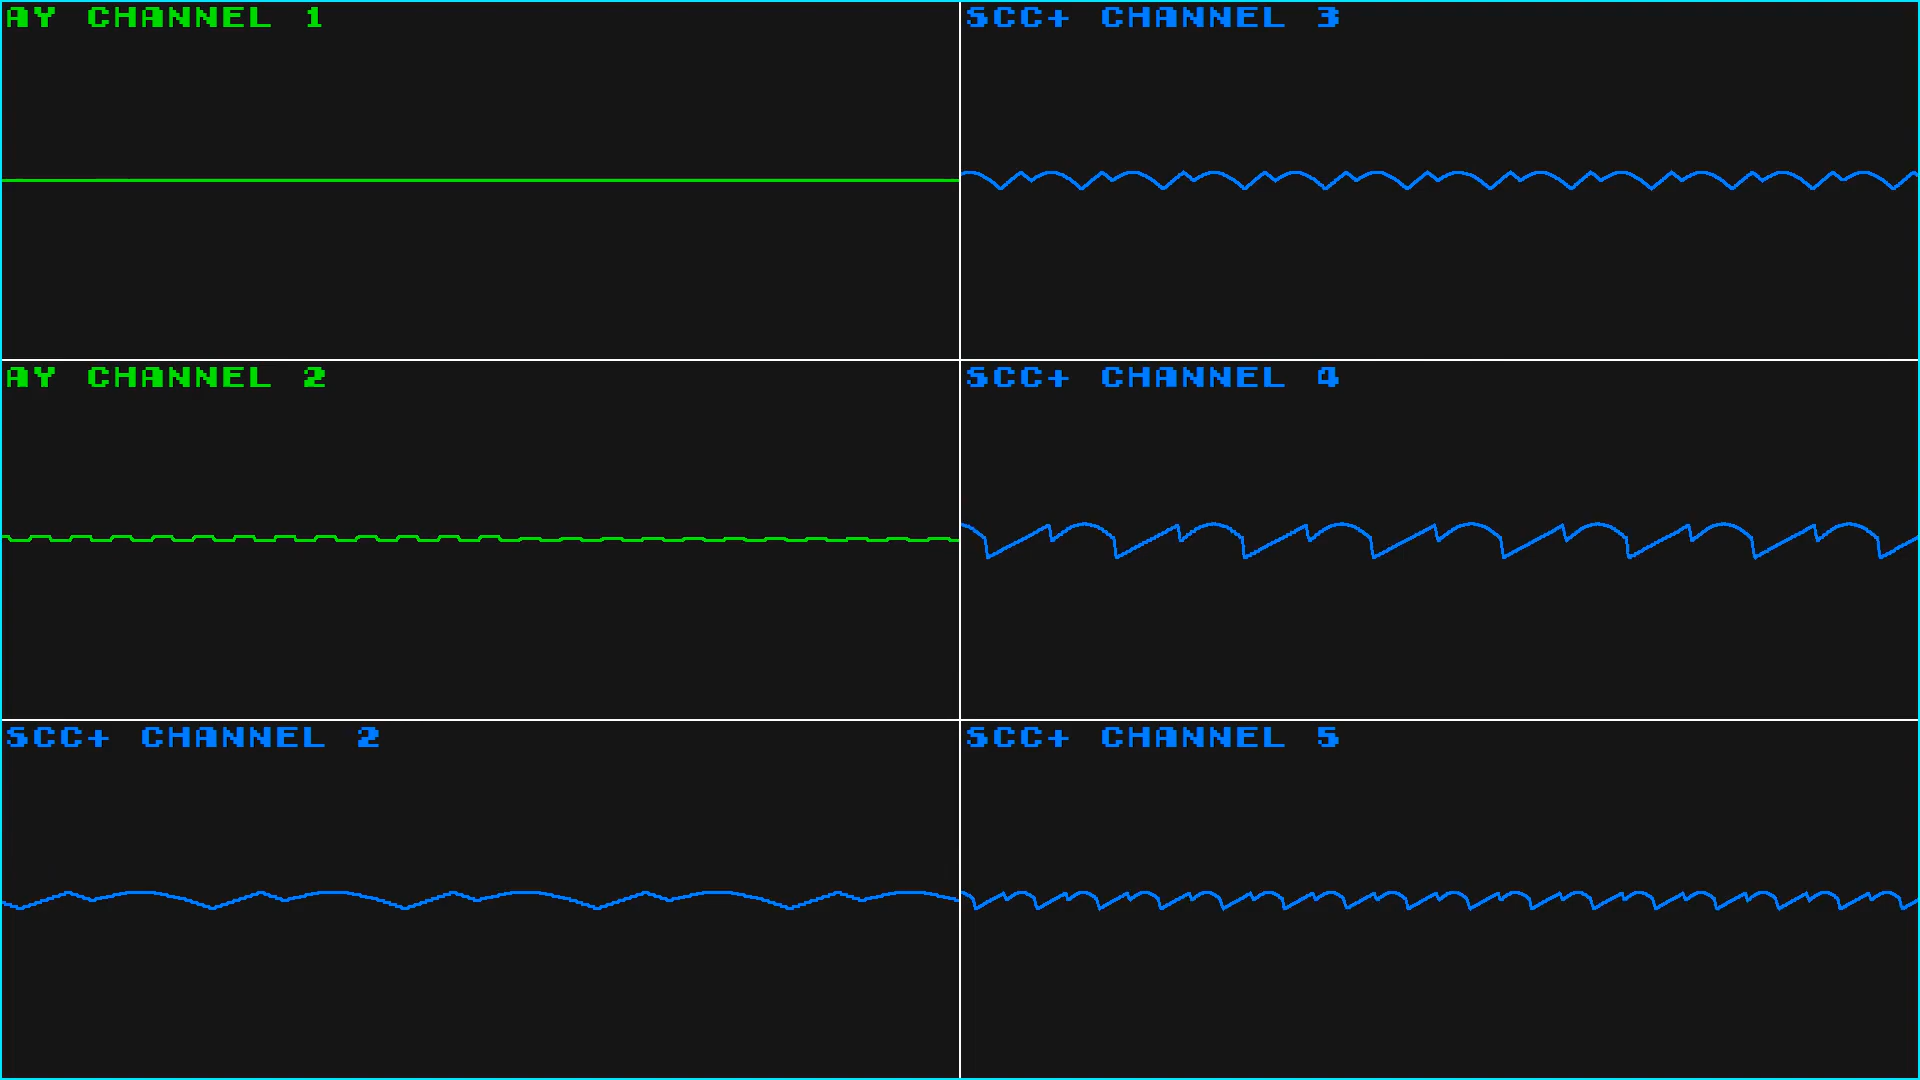 AY CHANNEL 1
SCC+ CHANNEL 3
AY CHANNEL 2
SCC+ CHANNEL 4
SCC+ CHANNEL 2
SCC+ CHANNEL 5